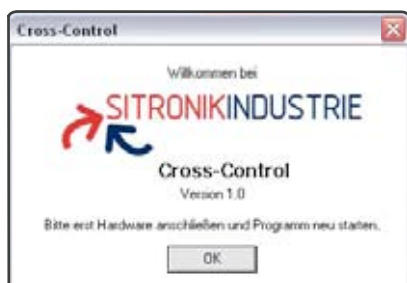 Cross-Control
Willkommen bei
SITRONIKINDUSTRIE
Cross-Control
Version 1.0
Bitte erst Hardware anschließen und Programm neu starten.
OK